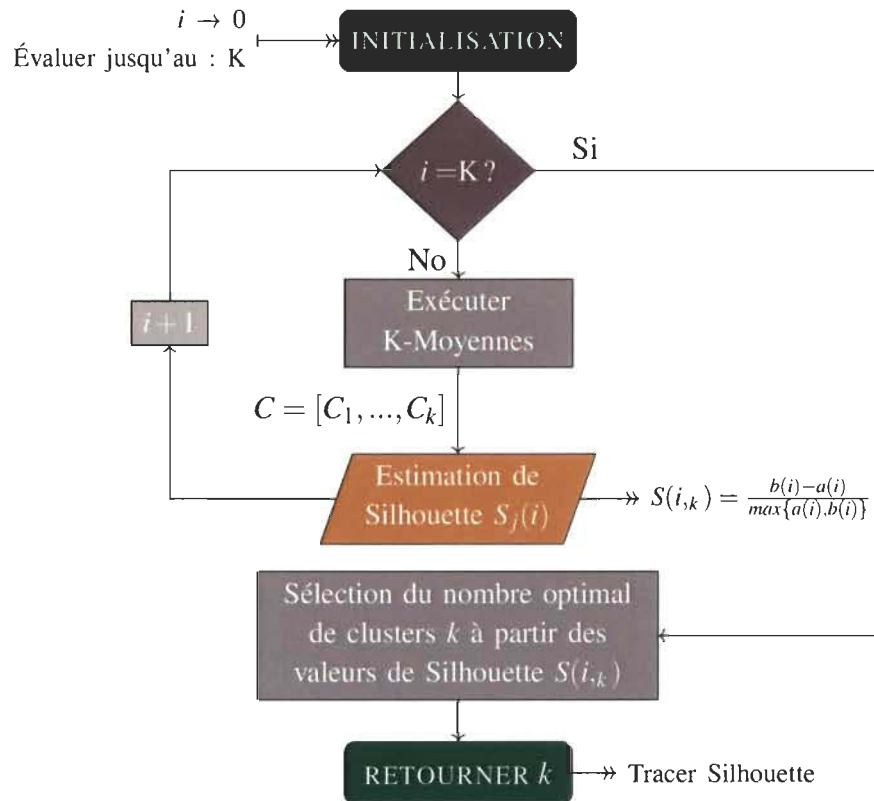 i → 0
Évaluer jusqu'au : K
INITIALISATION
i = K ?
Si
No
Exécuter
K-Moyennes
i + 1
C = [C₁, ..., Cₖ]
Estimation de
Silhouette Sⱼ(i)
S(i,ₖ) = b(i)−a(i) / max{a(i),b(i)}
Sélection du nombre optimal
de clusters k à partir des
valeurs de Silhouette S(i,ₖ)
RETOURNER k
Tracer Silhouette